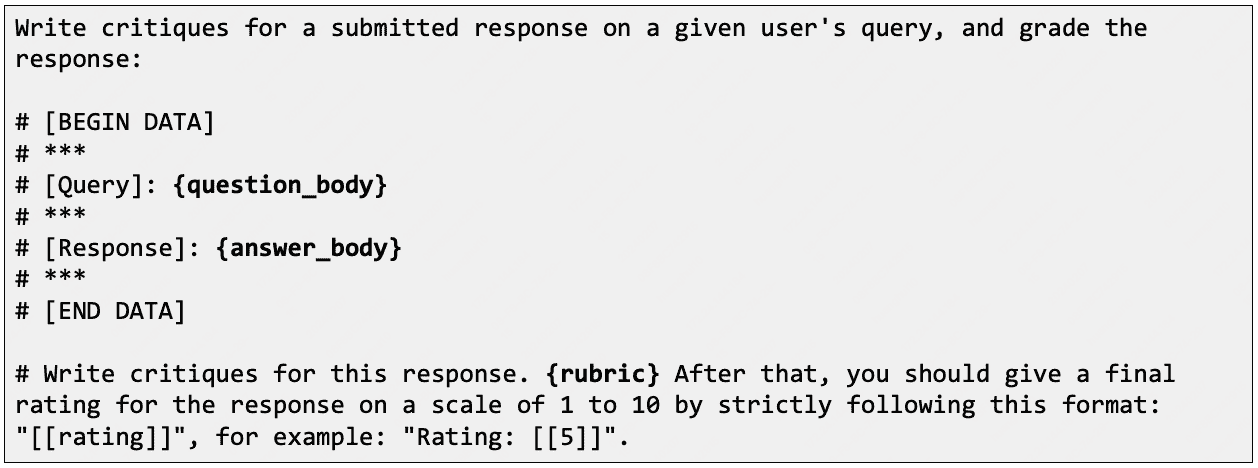 Write critiques for a submitted response on a given user's query, and grade the
response:
# [BEGIN DATA]
# ***
# [Query]: {question_body}
# ***
# [Response]: {answer_body}
# ***
# [END DATA]
# Write critiques for this response. {rubric} After that, you should give a final
rating for the response on a scale of 1 to 10 by strictly following this format:
"[[rating]]", for example: "Rating: [[5]]".